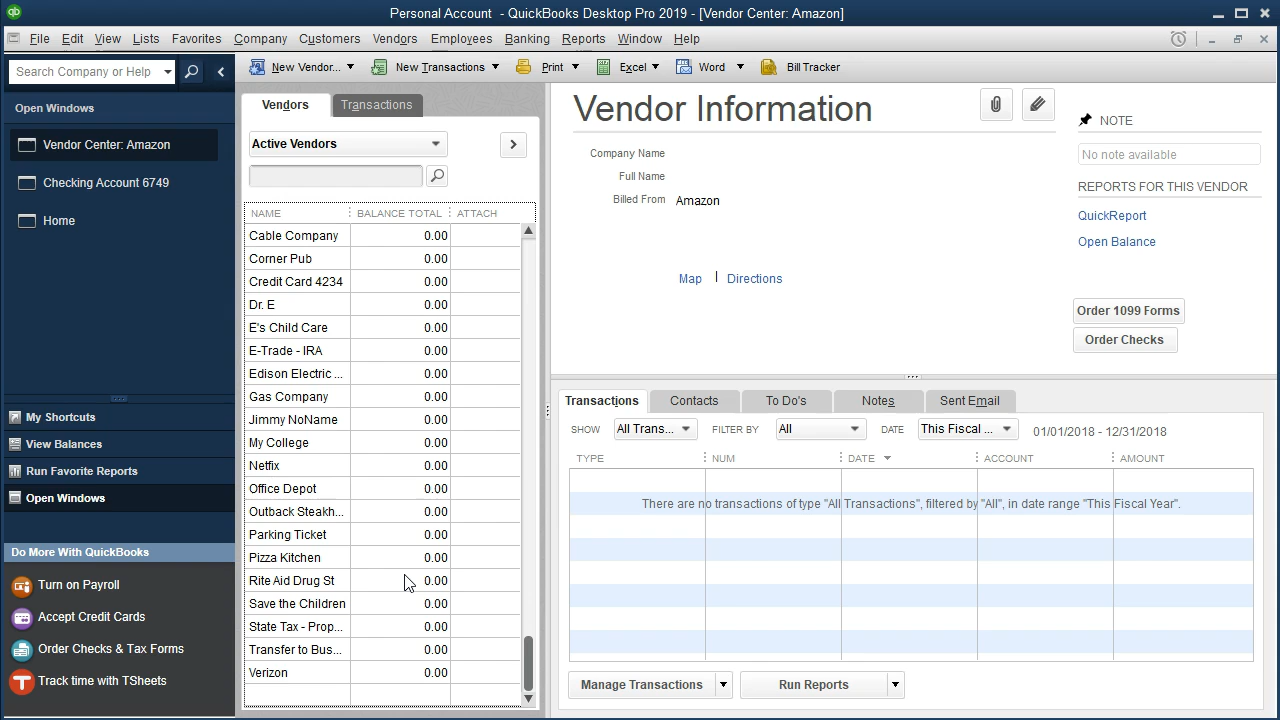 Personal Account - QuickBooks Desktop Pro 2019 - [Vendor Center: Amazon]
File Edit View Lists Favorites Company Customers Vendors Employees Banking Reports Window Help
Search Company or Help
New Vendor... New Transactions Print Excel Word Bill Tracker
Open Windows
Vendor Center: Amazon
Checking Account 6749
Home
My Shortcuts
View Balances
Run Favorite Reports
Open Windows
Do More With QuickBooks
Turn on Payroll
Accept Credit Cards
Order Checks & Tax Forms
Track time with TSheets
Vendors Transactions
Active Vendors
NAME BALANCE TOTAL ATTACH
Cable Company 0.00
Corner Pub 0.00
Credit Card 4234 0.00
Dr. E 0.00
E's Child Care 0.00
E-Trade - IRA 0.00
Edison Electric ... 0.00
Gas Company 0.00
Jimmy NoName 0.00
My College 0.00
Netfix 0.00
Office Depot 0.00
Outback Steakh... 0.00
Parking Ticket 0.00
Pizza Kitchen 0.00
Rite Aid Drug St 0.00
Save the Children 0.00
State Tax - Prop... 0.00
Transfer to Bus... 0.00
Verizon 0.00
Vendor Information
Company Name
Full Name
Billed From Amazon
Map Directions
NOTE
No note available
REPORTS FOR THIS VENDOR
QuickReport
Open Balance
Order 1099 Forms
Order Checks
Transactions Contacts To Do's Notes Sent Email
SHOW All Trans... FILTER BY All DATE This Fiscal ... 01/01/2018 - 12/31/2018
TYPE NUM DATE ACCOUNT AMOUNT
There are no transactions of type "All Transactions", filtered by "All", in date range "This Fiscal Year".
Manage Transactions Run Reports